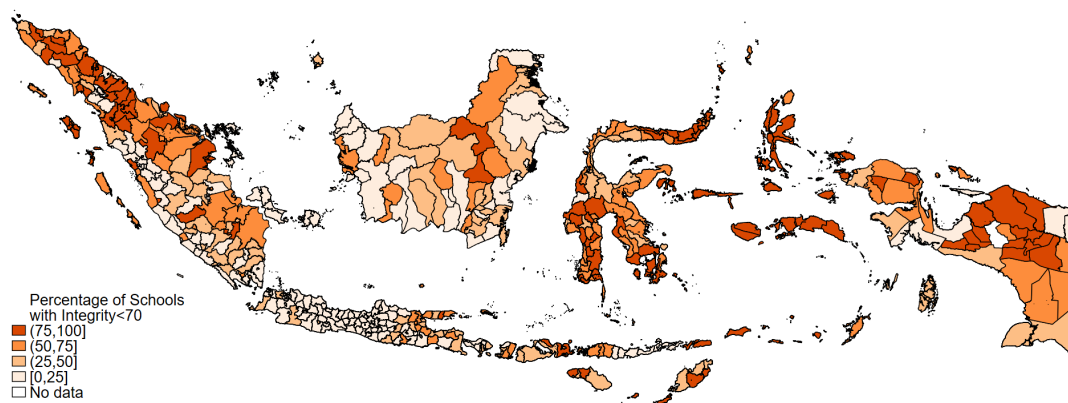 Percentage of Schools
with Integrity<70
(75,100]
(50,75]
(25,50]
[0,25]
No data